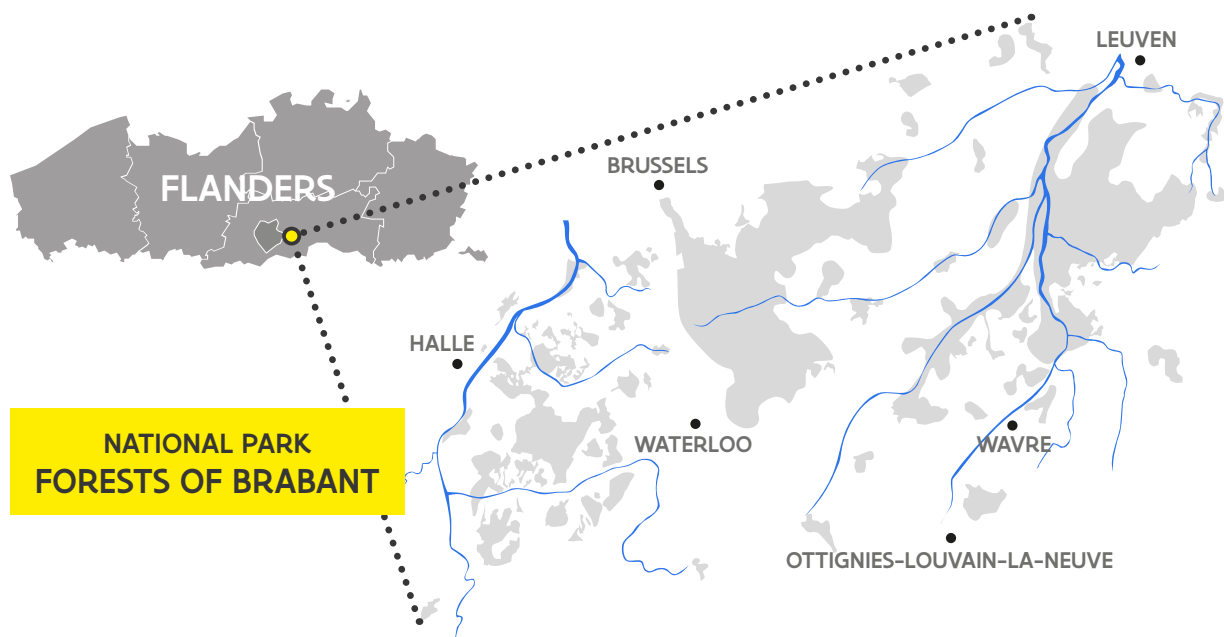 LEUVEN
BRUSSELS
FLANDERS
HALLE
NATIONAL PARK
FORESTS OF BRABANT
WATERLOO
WAVRE
OTTIGNIES-LOUVAIN-LA-NEUVE